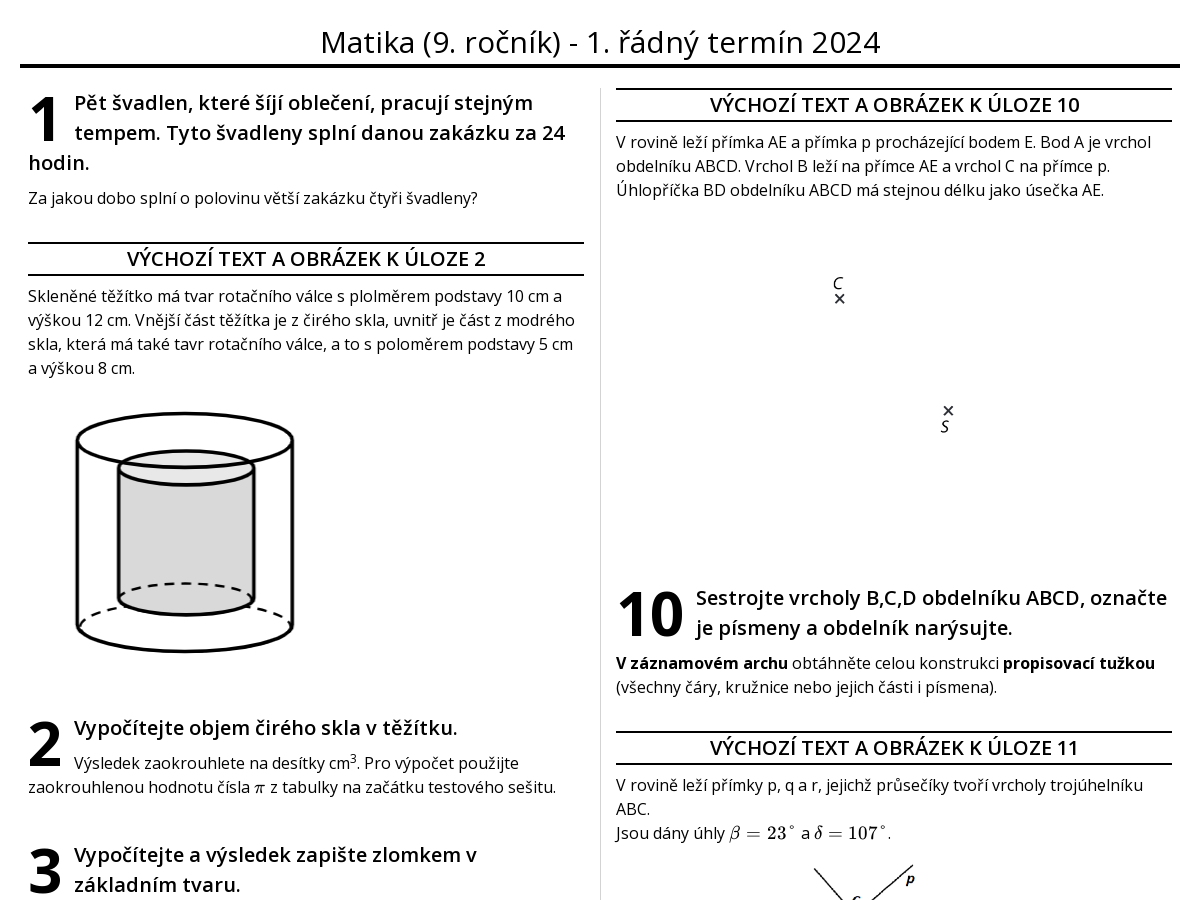 Matika (9. ročník) - 1. řádný termín 2024
1 Pět švadlen, které šíjí oblečení, pracují stejným
tempem. Tyto švadleny splní danou zakázku za 24
hodin.
Za jakou dobo splní o polovinu větší zakázku čtyři švadleny?
VÝCHOZÍ TEXT A OBRÁZEK K ÚLOZE 2
Skleněné těžítko má tvar rotačního válce s plolměrem podstavy 10 cm a
výškou 12 cm. Vnější část těžítka je z čirého skla, uvnitř je část z modrého
skla, která má také tavr rotačního válce, a to s poloměrem podstavy 5 cm
a výškou 8 cm.
2 Vypočítejte objem čirého skla v těžítku.
Výsledek zaokrouhlete na desítky cm³. Pro výpočet použijte
zaokrouhlenou hodnotu čísla π z tabulky na začátku testového sešitu.
3 Vypočítejte a výsledek zapište zlomkem v
základním tvaru.
VÝCHOZÍ TEXT A OBRÁZEK K ÚLOZE 10
V rovině leží přímka AE a přímka p procházející bodem E. Bod A je vrchol
obdelníku ABCD. Vrchol B leží na přímce AE a vrchol C na přímce p.
Úhlopříčka BD obdelníku ABCD má stejnou délku jako úsečka AE.
C
S
10 Sestrojte vrcholy B,C,D obdelníku ABCD, označte
je písmeny a obdelník narýsujte.
V záznamovém archu obtáhněte celou konstrukci propisovací tužkou
(všechny čáry, kružnice nebo jejich části i písmena).
VÝCHOZÍ TEXT A OBRÁZEK K ÚLOZE 11
V rovině leží přímky p, q a r, jejichž průsečíky tvoří vrcholy trojúhelníku
ABC.
Jsou dány úhly β = 23° a δ = 107°.
p